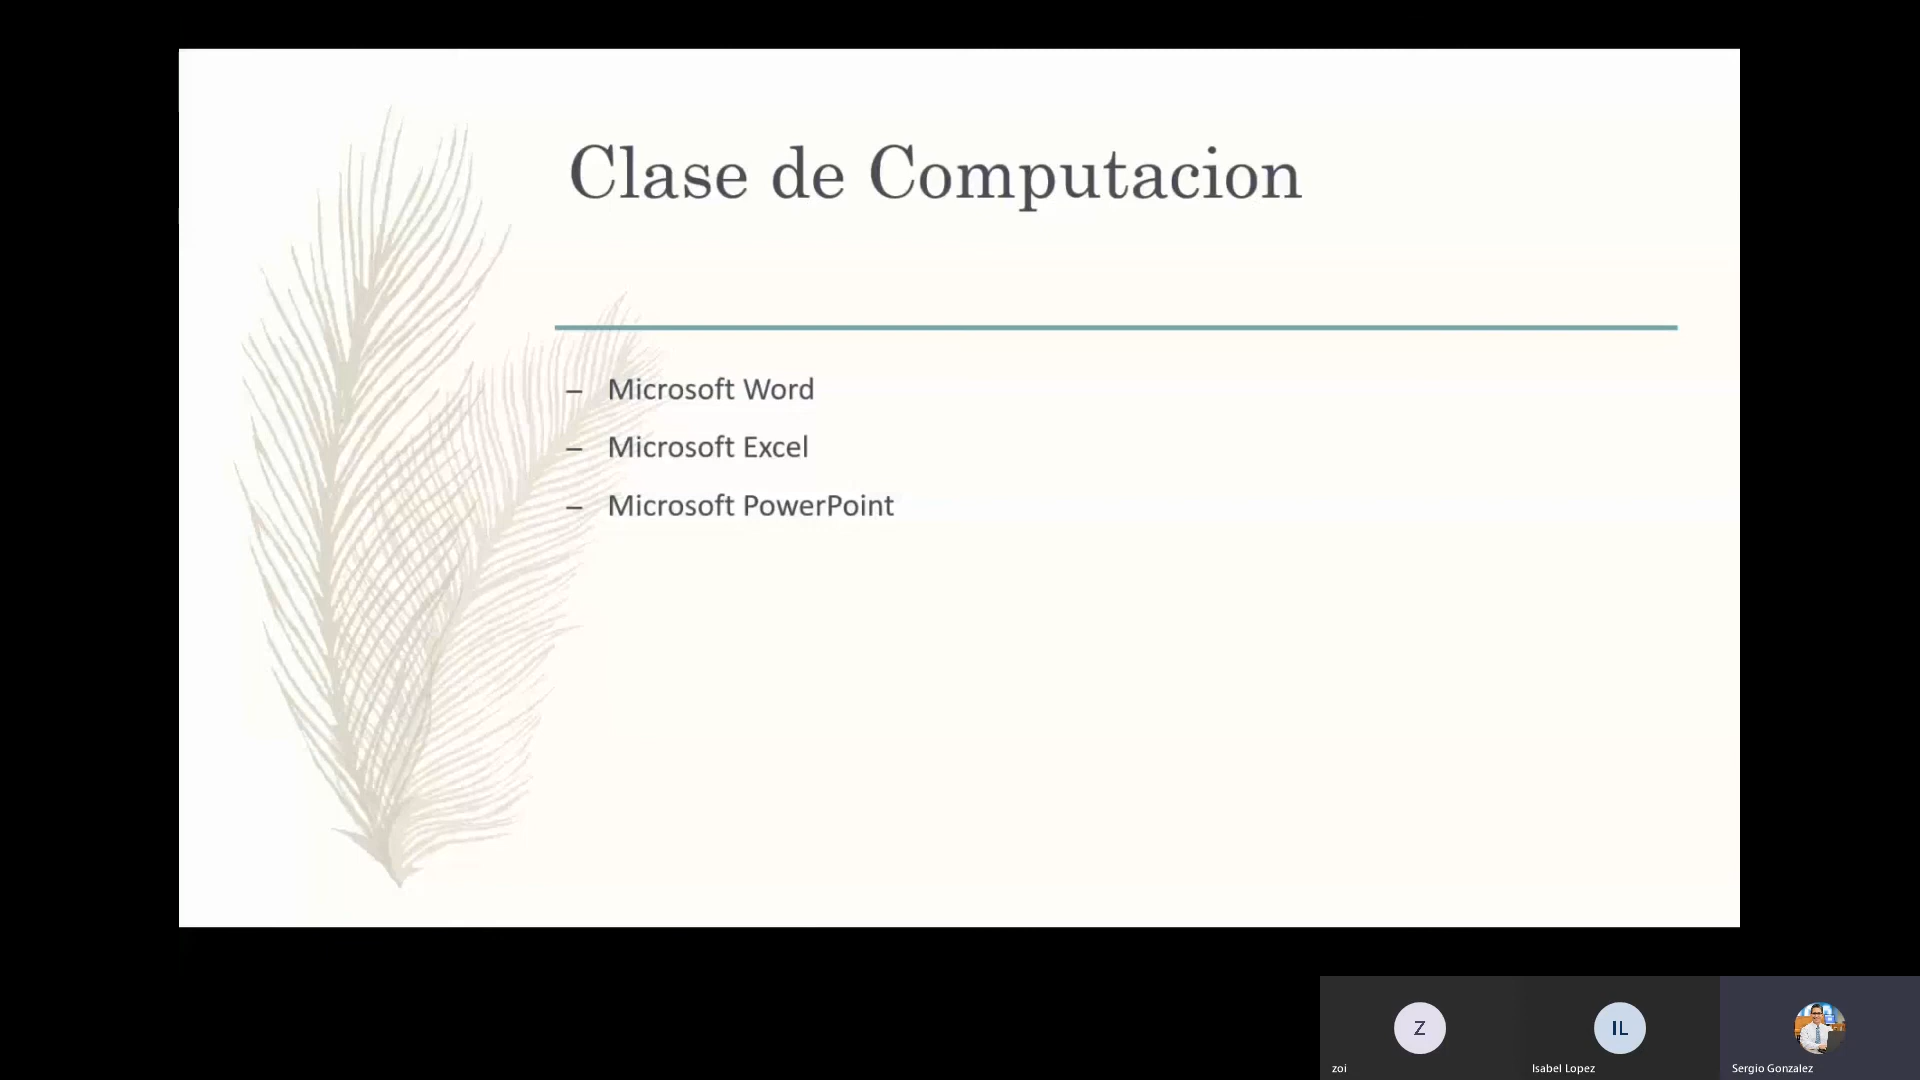 Clase de Computacion
– Microsoft Word
– Microsoft Excel
– Microsoft PowerPoint
Z
IL
zoi
Isabel Lopez
Sergio Gonzalez